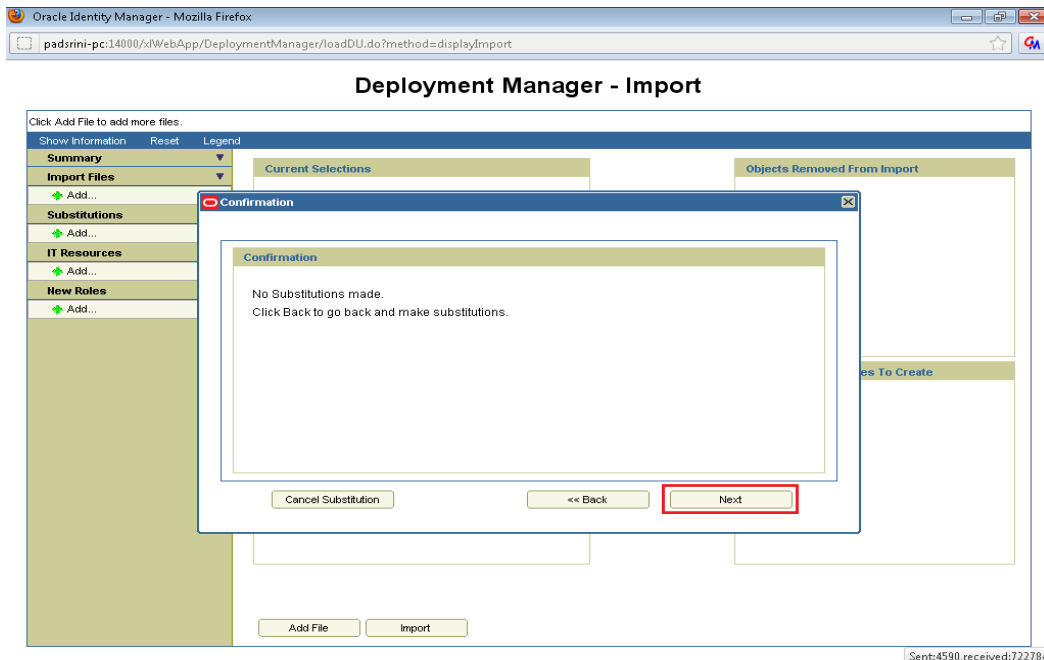 Oracle Identity Manager - Mozilla Firefox
padsrini-pc:14000/xlWebApp/DeploymentManager/loadDU.do?method=displayImport
Deployment Manager - Import
Click Add File to add more files.
Show Information Reset Legend
Summary
Import Files
Add...
Substitutions
Add...
IT Resources
Add...
New Roles
Add...
Current Selections
Objects Removed From Import
Confirmation
Confirmation
No Substitutions made.
Click Back to go back and make substitutions.
Cancel Substitution
<< Back
Next
es To Create
Add File
Import
Sent:4590,received:72278